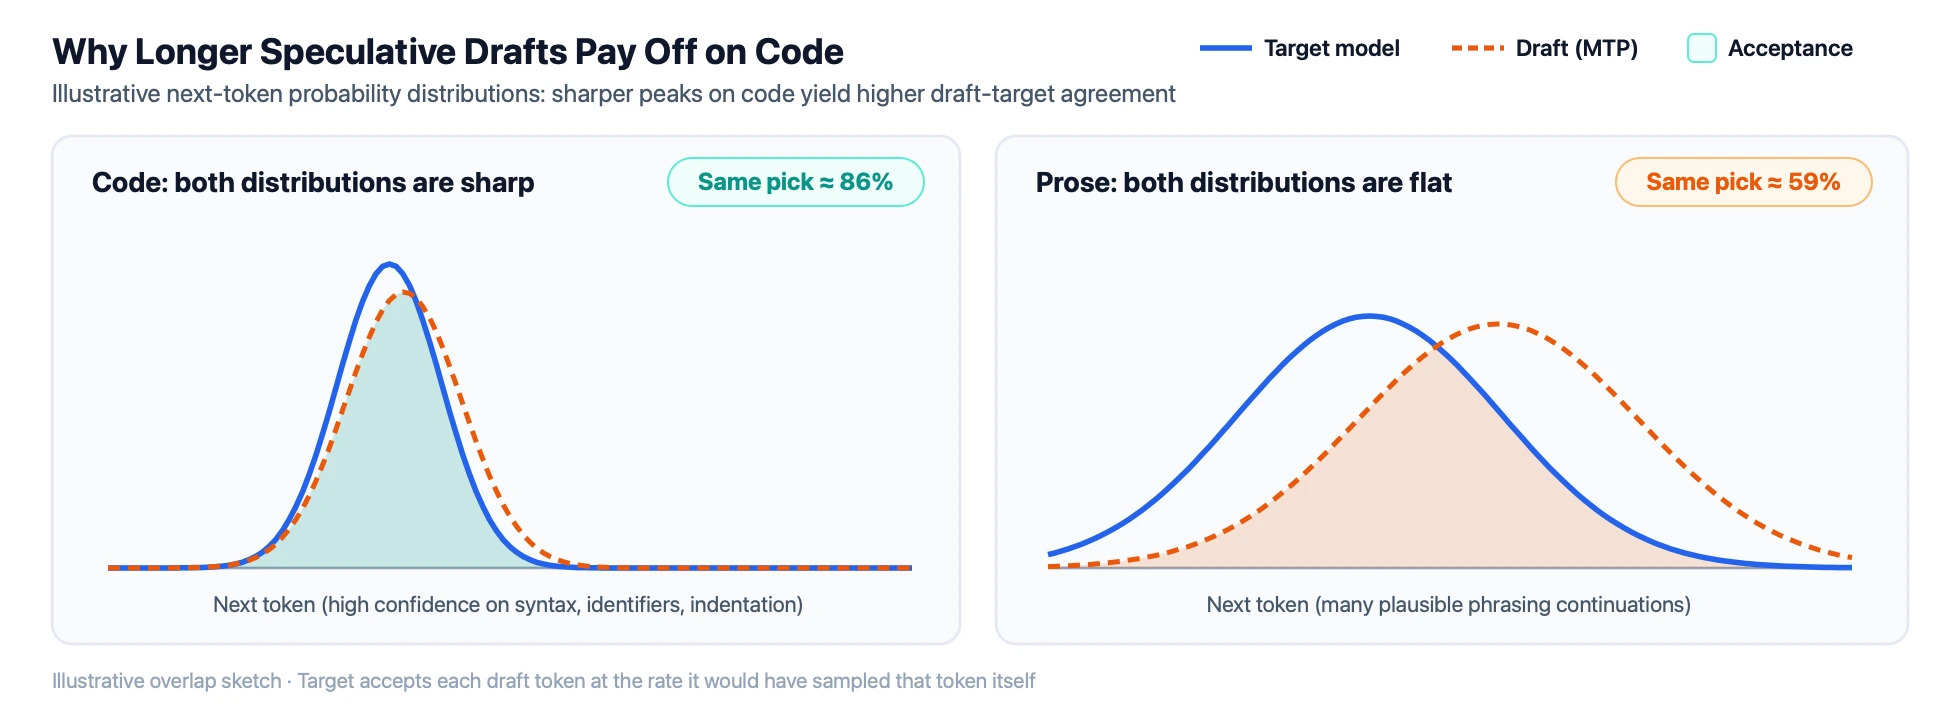 Why Longer Speculative Drafts Pay Off on Code
Illustrative next-token probability distributions: sharper peaks on code yield higher draft-target agreement
Target model
Draft (MTP)
Acceptance
Code: both distributions are sharp
Same pick ≈ 86%
Next token (high confidence on syntax, identifiers, indentation)
Prose: both distributions are flat
Same pick ≈ 59%
Next token (many plausible phrasing continuations)
Illustrative overlap sketch · Target accepts each draft token at the rate it would have sampled that token itself